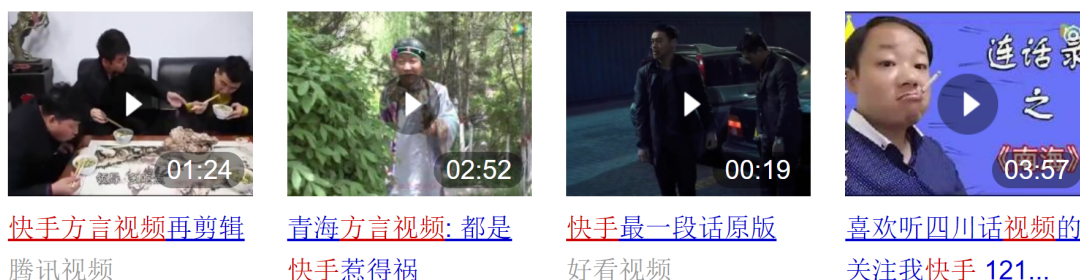 01:24
02:52
00:19
连话录
之
《南海》
03:57
快手方言视频再剪辑
腾讯视频
青海方言视频: 都是
快手惹得祸
快手最一段话原版
好看视频
喜欢听四川话视频的
关注我快手 121...